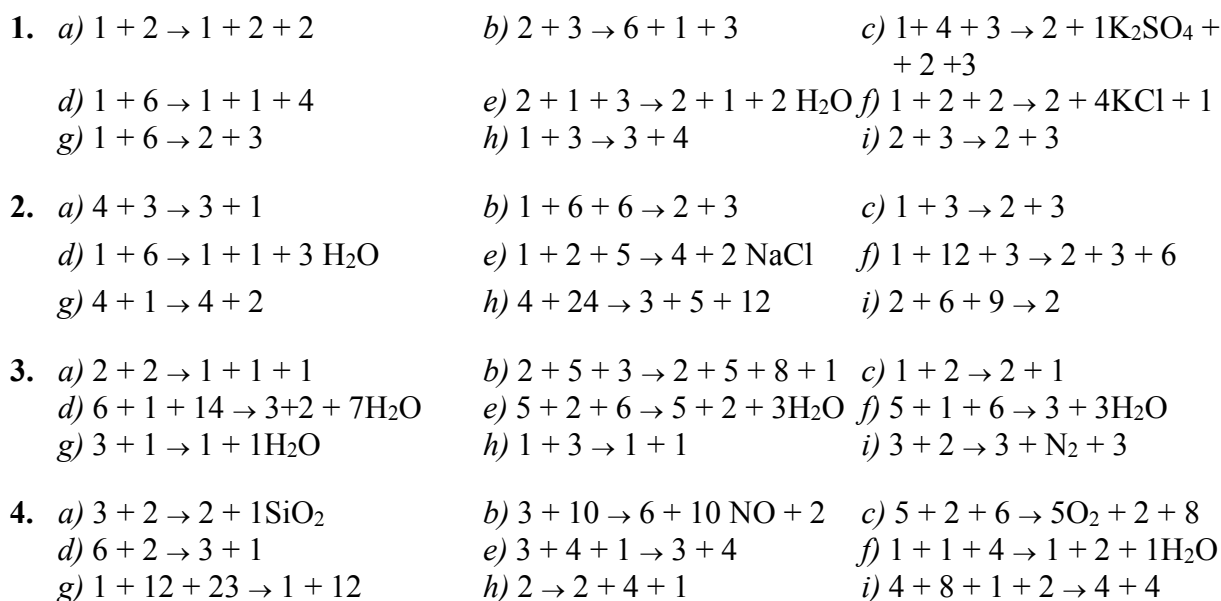 1. a) 1 + 2 → 1 + 2 + 2 b) 2 + 3 → 6 + 1 + 3 c) 1+ 4 + 3 → 2 + 1K₂SO₄ +
+ 2 +3
d) 1 + 6 → 1 + 1 + 4 e) 2 + 1 + 3 → 2 + 1 + 2 H₂O f) 1 + 2 + 2 → 2 + 4KCl + 1
g) 1 + 6 → 2 + 3 h) 1 + 3 → 3 + 4 i) 2 + 3 → 2 + 3
2. a) 4 + 3 → 3 + 1 b) 1 + 6 + 6 → 2 + 3 c) 1 + 3 → 2 + 3
d) 1 + 6 → 1 + 1 + 3 H₂O e) 1 + 2 + 5 → 4 + 2 NaCl f) 1 + 12 + 3 → 2 + 3 + 6
g) 4 + 1 → 4 + 2 h) 4 + 24 → 3 + 5 + 12 i) 2 + 6 + 9 → 2
3. a) 2 + 2 → 1 + 1 + 1 b) 2 + 5 + 3 → 2 + 5 + 8 + 1 c) 1 + 2 → 2 + 1
d) 6 + 1 + 14 → 3+2 + 7H₂O e) 5 + 2 + 6 → 5 + 2 + 3H₂O f) 5 + 1 + 6 → 3 + 3H₂O
g) 3 + 1 → 1 + 1H₂O h) 1 + 3 → 1 + 1 i) 3 + 2 → 3 + N₂ + 3
4. a) 3 + 2 → 2 + 1SiO₂ b) 3 + 10 → 6 + 10 NO + 2 c) 5 + 2 + 6 → 5O₂ + 2 + 8
d) 6 + 2 → 3 + 1 e) 3 + 4 + 1 → 3 + 4 f) 1 + 1 + 4 → 1 + 2 + 1H₂O
g) 1 + 12 + 23 → 1 + 12 h) 2 → 2 + 4 + 1 i) 4 + 8 + 1 + 2 → 4 + 4